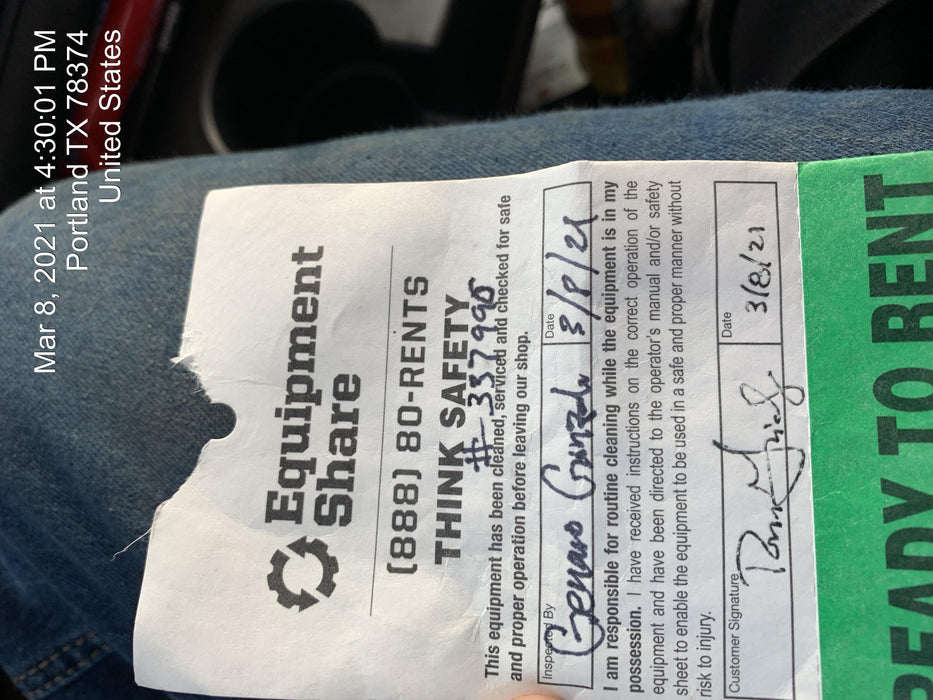 Mar 8, 2021 at 4:30:01 PM
Portland TX 78374
United States
Equipment
Share
(888) 80-RENTS
THINK SAFETY
# 337995
This equipment has been cleaned, serviced and checked for safe
and proper operation before leaving our shop.
Inspected By
Date
Genaro Gonzales 3/8/21
I am responsible for routine cleaning while the equipment is in my
possession. I have received instructions on the correct operation of the
equipment and have been directed to the operator's manual and/or safety
sheet to enable the equipment to be used in a safe and proper manner without
risk to injury.
Customer Signature
Date
3/8/21
READY TO RENT